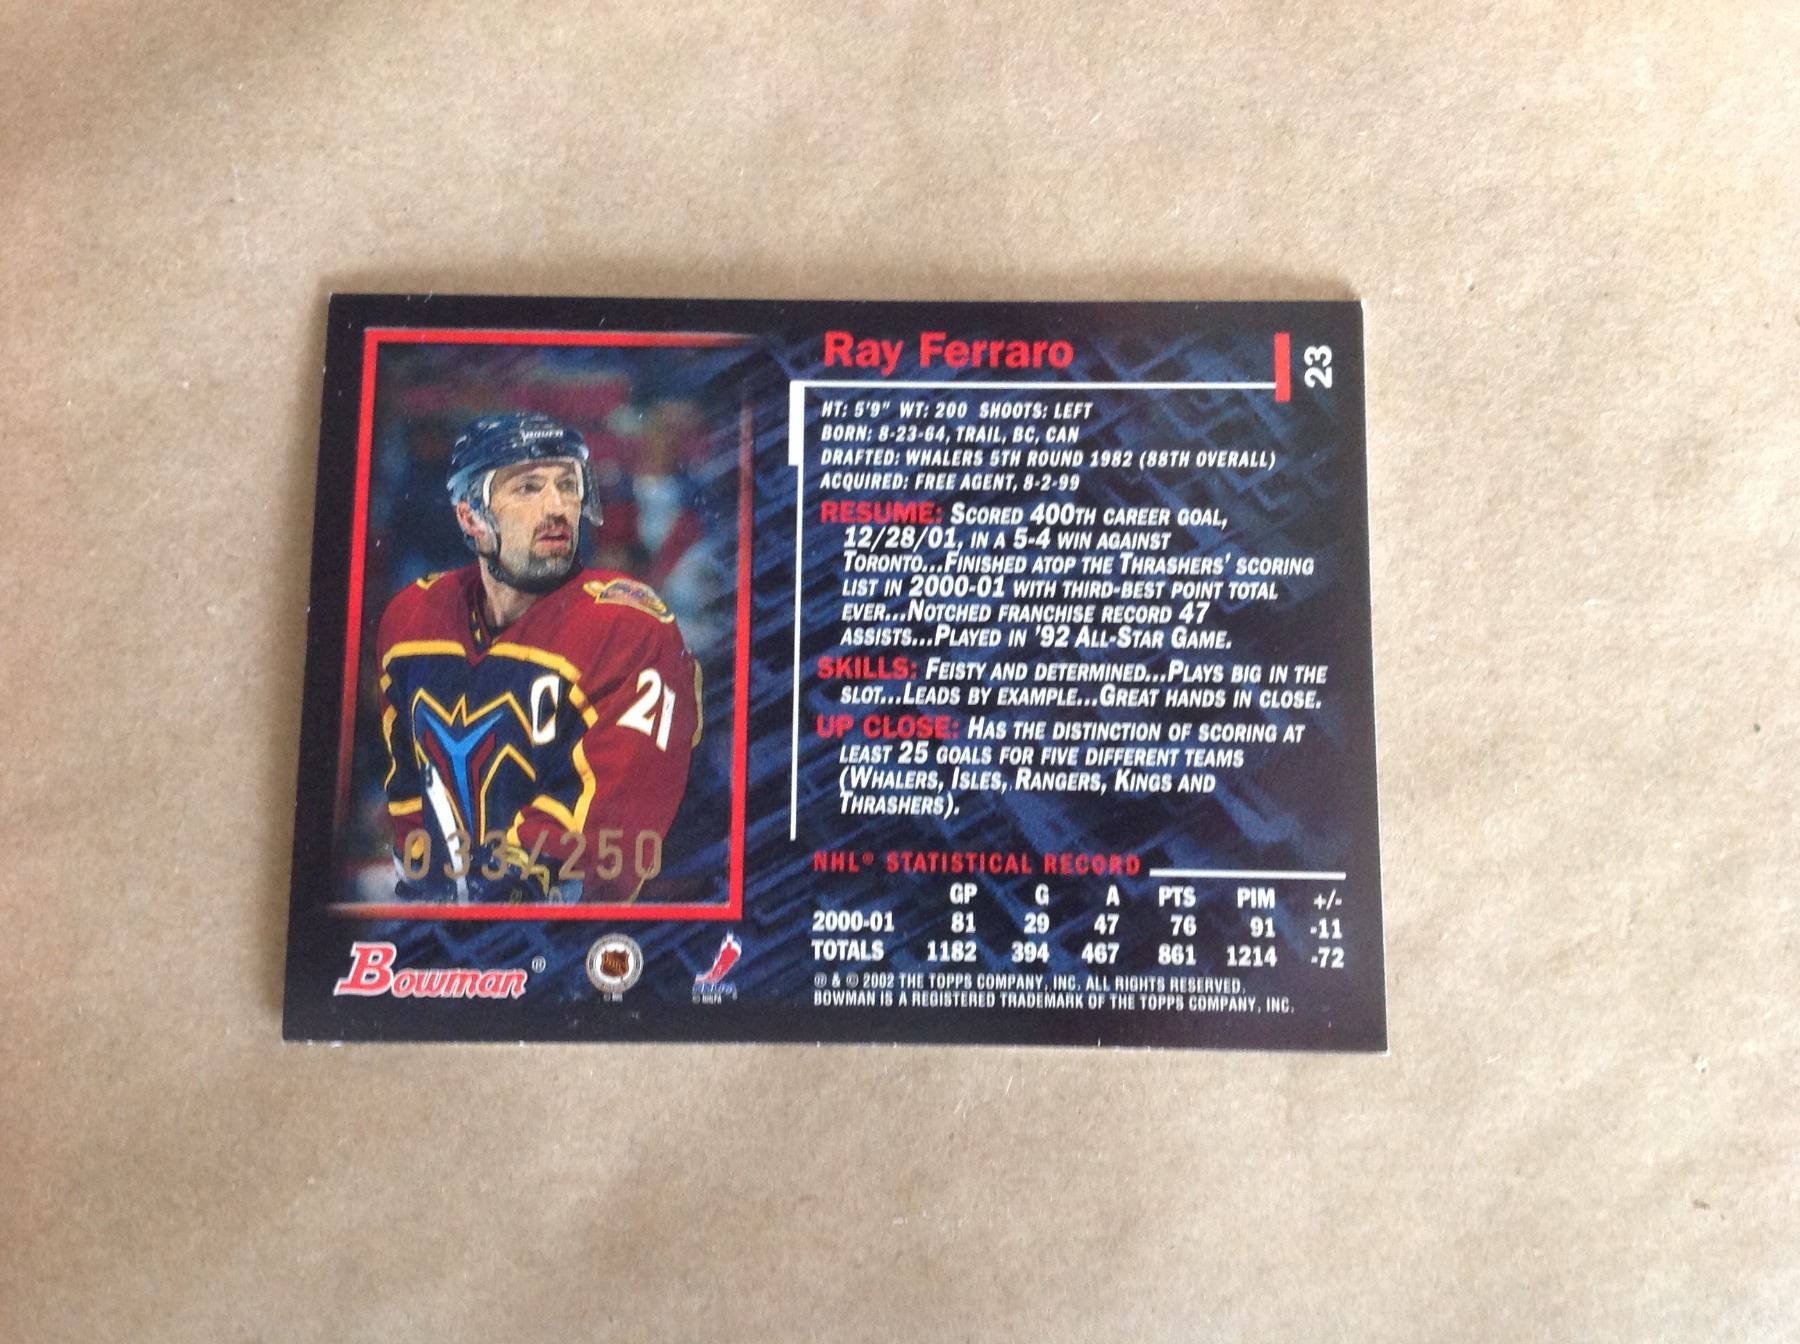 Ray Ferraro
23
HT: 5'9" WT: 200 SHOOTS: LEFT
BORN: 8-23-64, TRAIL, BC, CAN
DRAFTED: WHALERS 5TH ROUND 1982 (88TH OVERALL)
ACQUIRED: FREE AGENT, 8-2-99
RESUME: SCORED 400TH CAREER GOAL,
12/28/01, IN A 5-4 WIN AGAINST
TORONTO...FINISHED ATOP THE THRASHERS' SCORING
LIST IN 2000-01 WITH THIRD-BEST POINT TOTAL
EVER...NOTCHED FRANCHISE RECORD 47
ASSISTS...PLAYED IN '92 ALL-STAR GAME.
SKILLS: FEISTY AND DETERMINED...PLAYS BIG IN THE
SLOT...LEADS BY EXAMPLE...GREAT HANDS IN CLOSE.
UP CLOSE: HAS THE DISTINCTION OF SCORING AT
LEAST 25 GOALS FOR FIVE DIFFERENT TEAMS
(WHALERS, ISLES, RANGERS, KINGS AND
THRASHERS).
C
21
033/250
NHL® STATISTICAL RECORD
GP G A PTS PIM +/-
2000-01 81 29 47 76 91 -11
TOTALS 1182 394 467 861 1214 -72
Bowman®
® & © 2002 THE TOPPS COMPANY, INC. ALL RIGHTS RESERVED.
BOWMAN IS A REGISTERED TRADEMARK OF THE TOPPS COMPANY, INC.